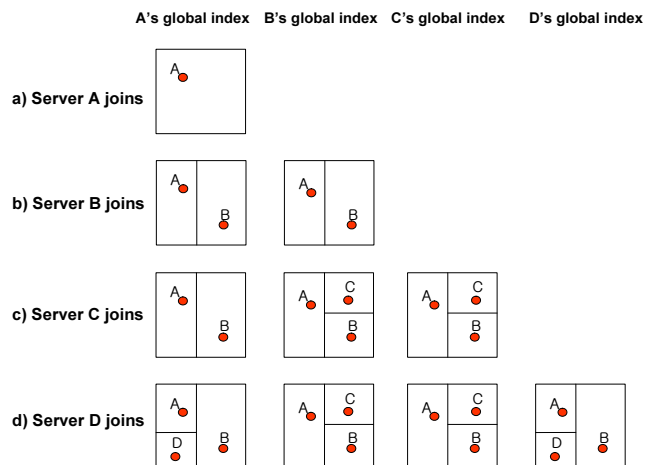 A's global index B's global index C's global index D's global index
A
a) Server A joins
A A
b) Server B joins
B B
C C
A A A
c) Server C joins
B B B
A A C A C A
d) Server D joins
D B B B D B